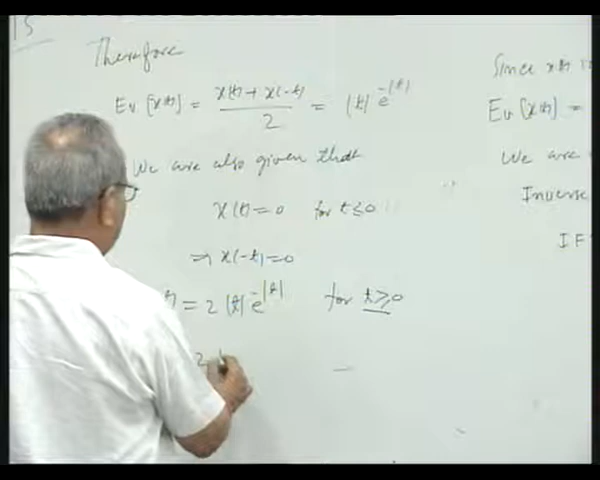 15
Therefore
Ev [x(t)] = x(t) + x(-t) / 2 = |t| e^-|t|
We are also given that
x(t) = 0 for t ≤ 0
⇒ x(-t) = 0
= 2 |t| e^-|t| for t ≥ 0
2
Since x(t)
Ev [x(t)] =
We are
Inverse
IF